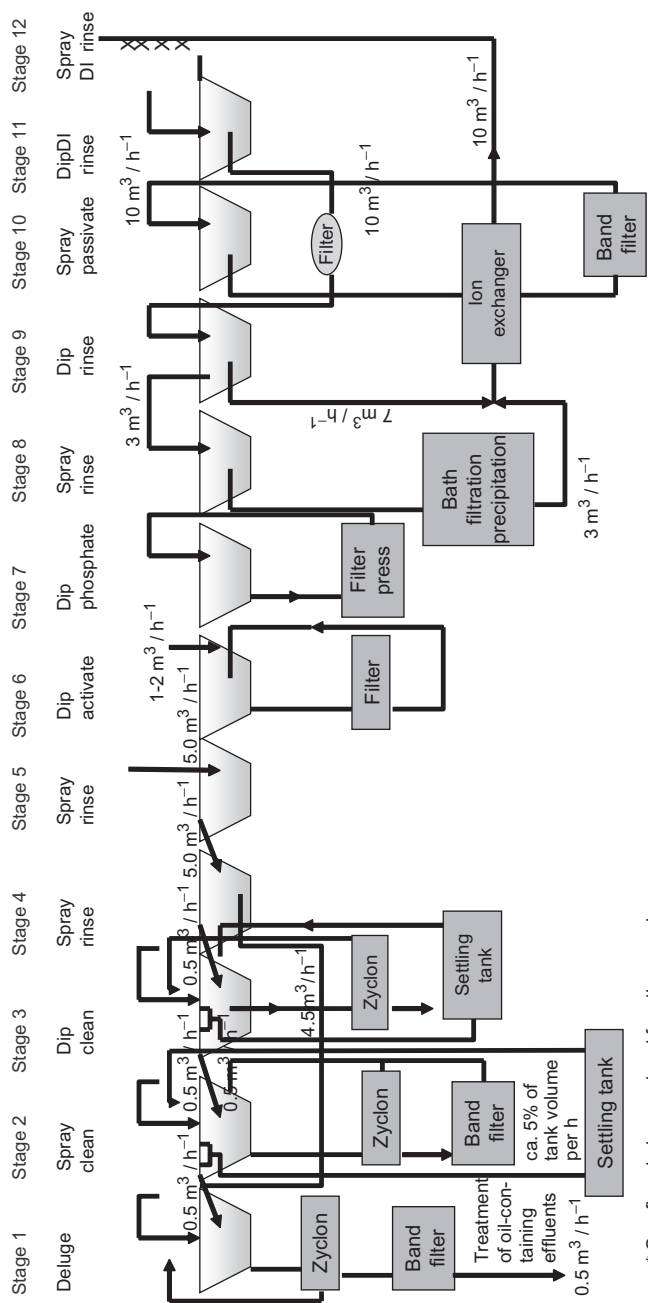 Stage 1
Deluge
Stage 2
Spray
clean
Stage 3
Dip
clean
Stage 4
Spray
rinse
Stage 5
Spray
rinse
Stage 6
Dip
activate
Stage 7
Dip
phosphate
Stage 8
Spray
rinse
Stage 9
Dip
rinse
Stage 10
Spray
passivate
Stage 11
DipDI
rinse
Stage 12
Spray
DI rinse
0.5 m³ / h⁻¹
0.5 m³ / h⁻¹
0.5 m³ / h⁻¹
0.5 m³ / h⁻¹
4.5 m³/ h⁻¹
5.0 m³ / h⁻¹
5.0 m³ / h⁻¹
1-2 m³ / h⁻¹
3 m³ / h⁻¹
10 m³ / h⁻¹
Zyclon
Band
filter
Treatment
of oil-con-
taining
effluents
0.5 m³ / h⁻¹
Zyclon
Band
filter
ca. 5% of
tank volume
per h
Settling tank
Zyclon
Settling
tank
Filter
Filter
press
Bath
filtration
precipitation
3 m³ / h⁻¹
7 m³ / h⁻¹
Filter
10 m³ / h⁻¹
Ion
exchanger
10 m³ / h⁻¹
Band
filter